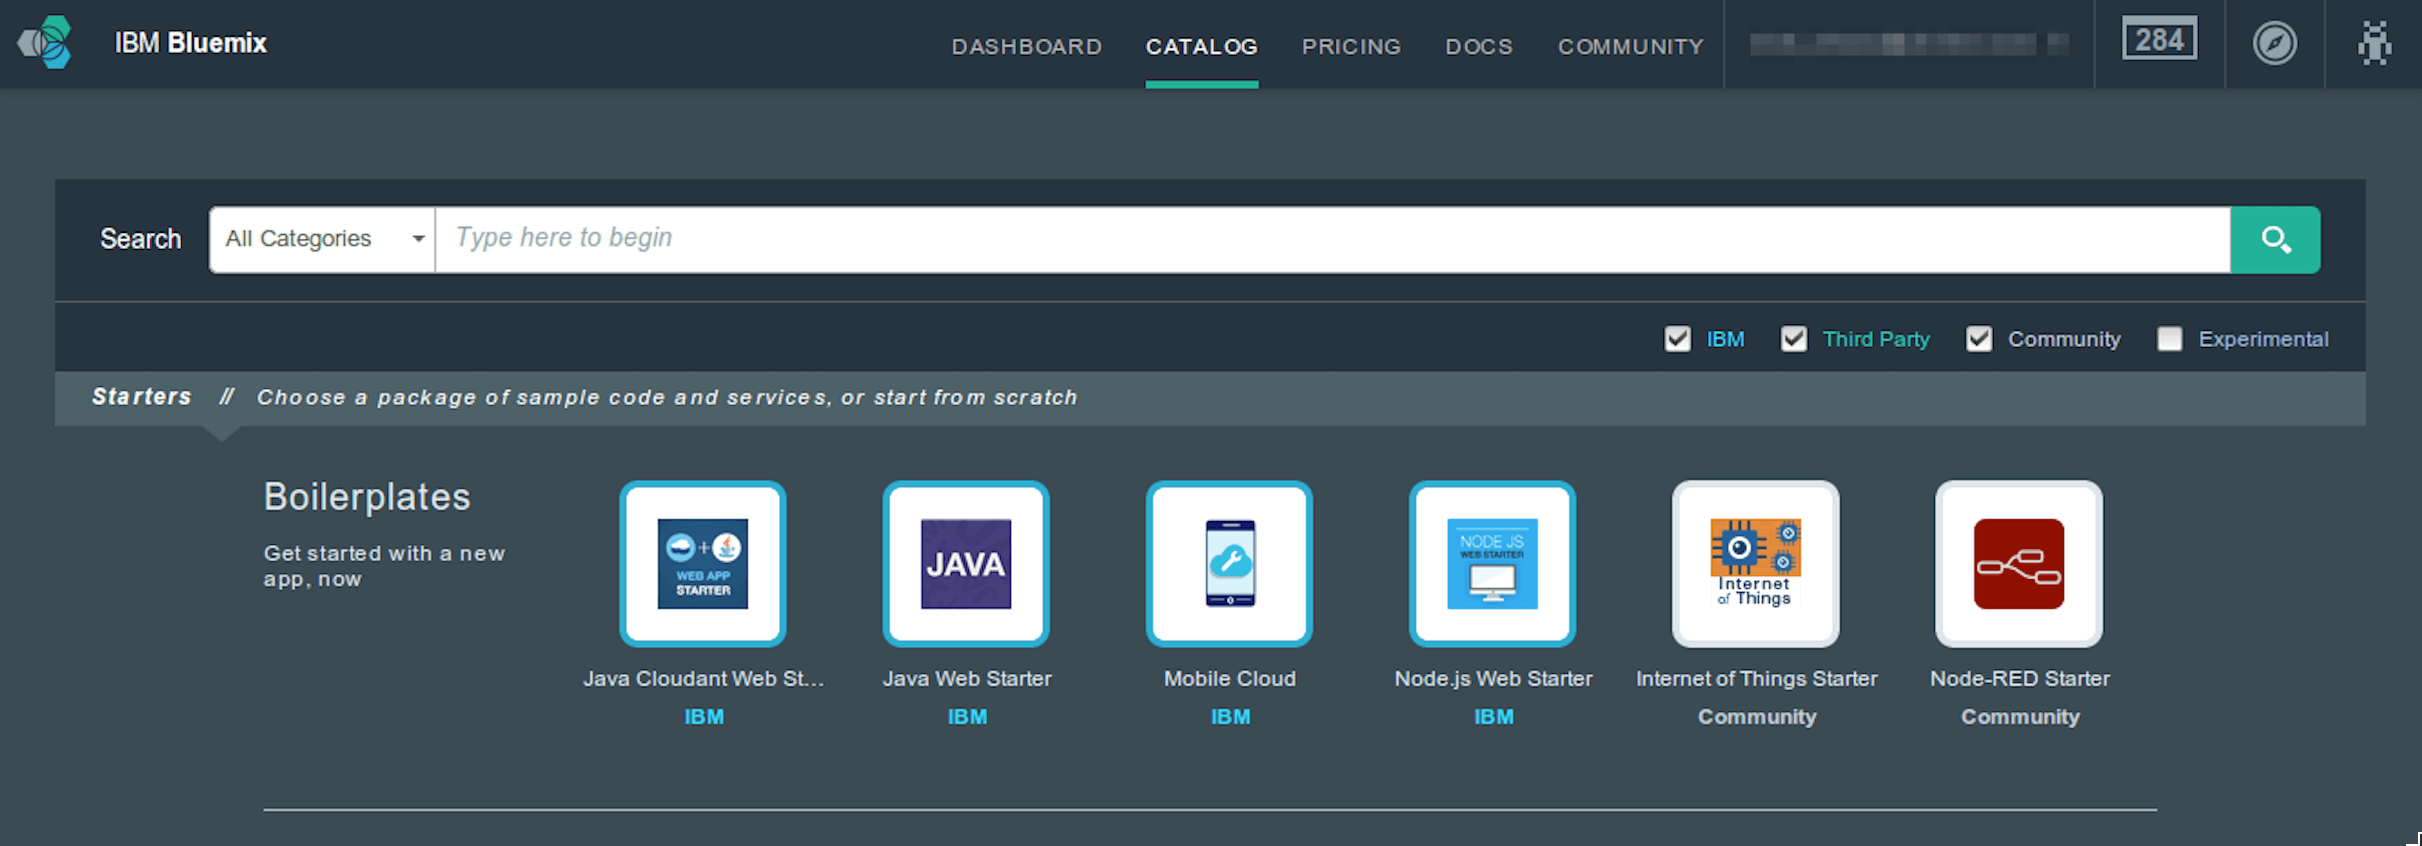 IBM Bluemix
DASHBOARD CATALOG PRICING DOCS COMMUNITY 284
Search All Categories Type here to begin
IBM Third Party Community Experimental
Starters // Choose a package of sample code and services, or start from scratch
Boilerplates
Get started with a new
app, now
WEB APP
STARTER
JAVA
NODE JS
WEB STARTER
Internet
of Things
Java Cloudant Web St... Java Web Starter Mobile Cloud Node.js Web Starter Internet of Things Starter Node-RED Starter
IBM IBM IBM IBM Community Community